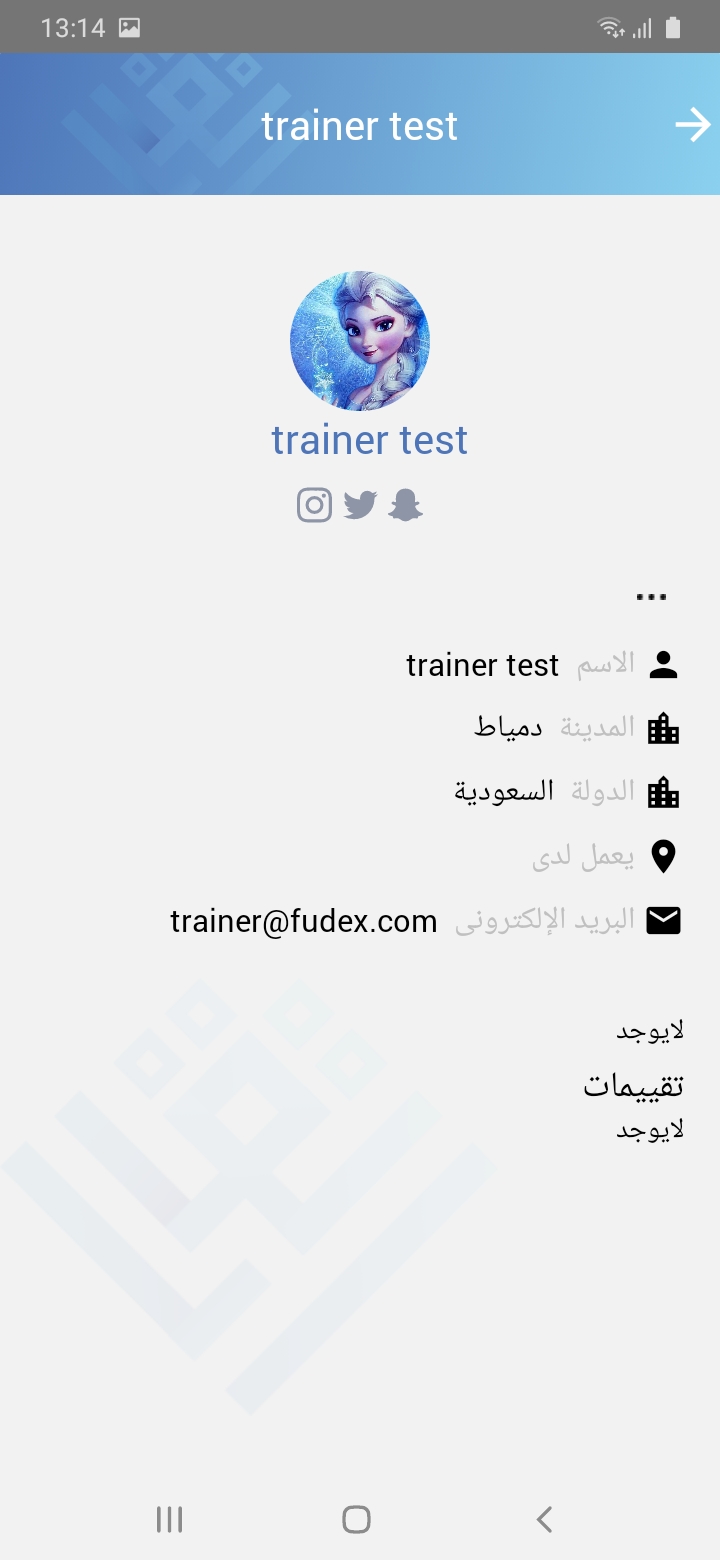 13:14
trainer test
trainer test
...
الاسم trainer test
المدينة دمياط
الدولة السعودية
يعمل لدى
البريد الإلكترونى trainer@fudex.com
لايوجد
تقييمات
لايوجد